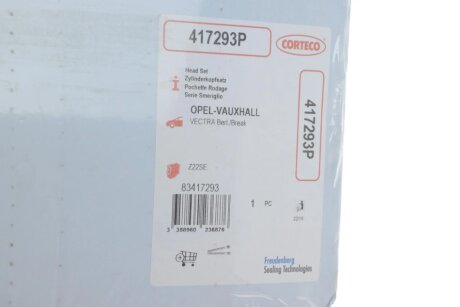 417293P
CORTECO
Head Set
Zylinderkopfsatz
Pochette Rodage
Serie Smeriglio
417293P
OPEL-VAUXHALL
VECTRA Berl./Break
Z22SE
83417293
1 PC
3 358960 236876
Freudenberg
Sealing Technologies